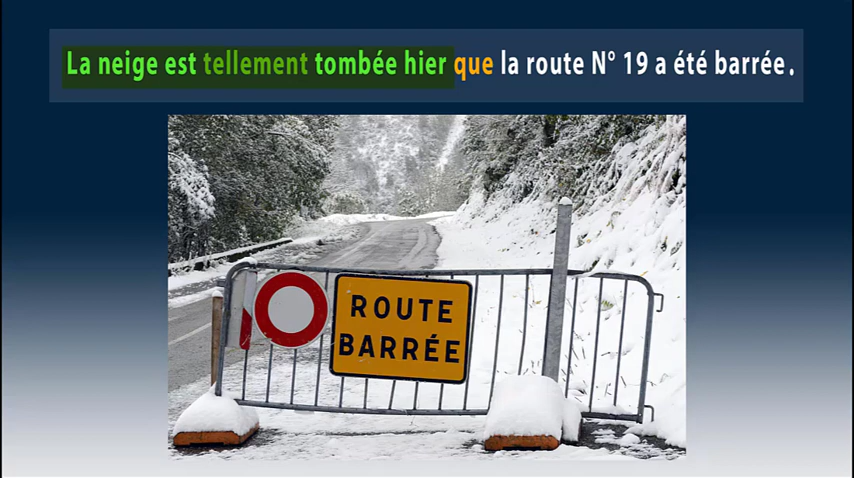 La neige est tellement tombée hier que la route N° 19 a été barrée.
ROUTE
BARRÉE